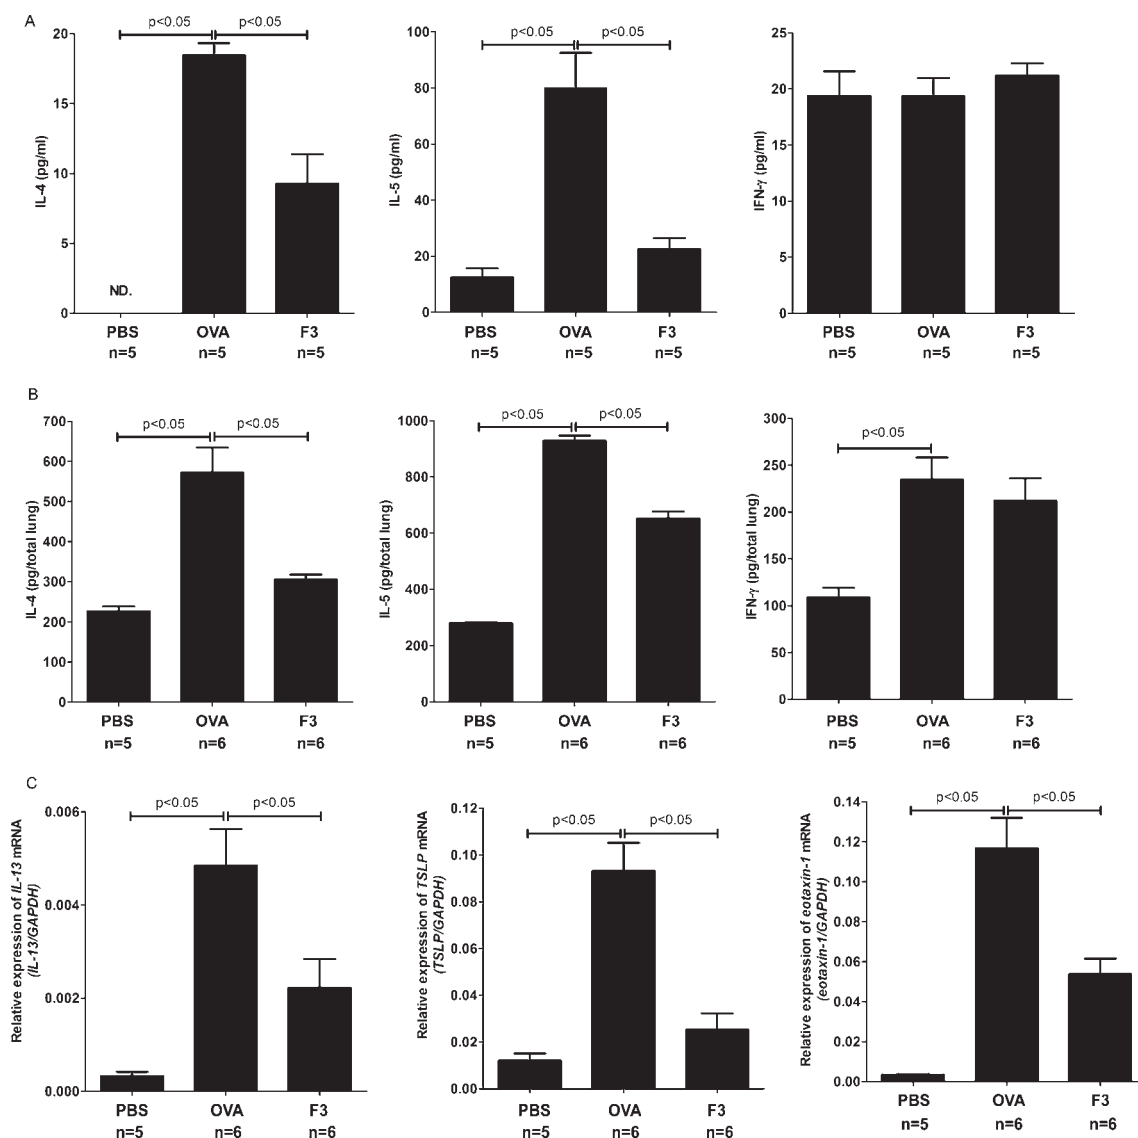 A
p<0.05 p<0.05
IL-4 (pg/ml)
20
15
10
5
0
ND.
PBS OVA F3
n=5 n=5 n=5
p<0.05 p<0.05
IL-5 (pg/ml)
100
80
60
40
20
0
PBS OVA F3
n=5 n=5 n=5
IFN-γ (pg/ml)
25
20
15
10
5
0
PBS OVA F3
n=5 n=5 n=5
B
p<0.05 p<0.05
IL-4 (pg/total lung)
700
600
500
400
300
200
100
0
PBS OVA F3
n=5 n=6 n=6
p<0.05 p<0.05
IL-5 (pg/total lung)
1000
800
600
400
200
0
PBS OVA F3
n=5 n=6 n=6
p<0.05
IFN-γ (pg/total lung)
300
250
200
150
100
50
0
PBS OVA F3
n=5 n=6 n=6
C
p<0.05 p<0.05
Relative expression of IL-13 mRNA
(IL-13/GAPDH)
0.006
0.004
0.002
0.000
PBS OVA F3
n=5 n=6 n=6
p<0.05 p<0.05
Relative expression of TSLP mRNA
(TSLP/GAPDH)
0.12
0.10
0.08
0.06
0.04
0.02
0.00
PBS OVA F3
n=5 n=6 n=6
p<0.05 p<0.05
Relative expression of eotaxin-1 mRNA
(eotaxin-1/GAPDH)
0.14
0.12
0.10
0.08
0.06
0.04
0.02
0.00
PBS OVA F3
n=5 n=6 n=6